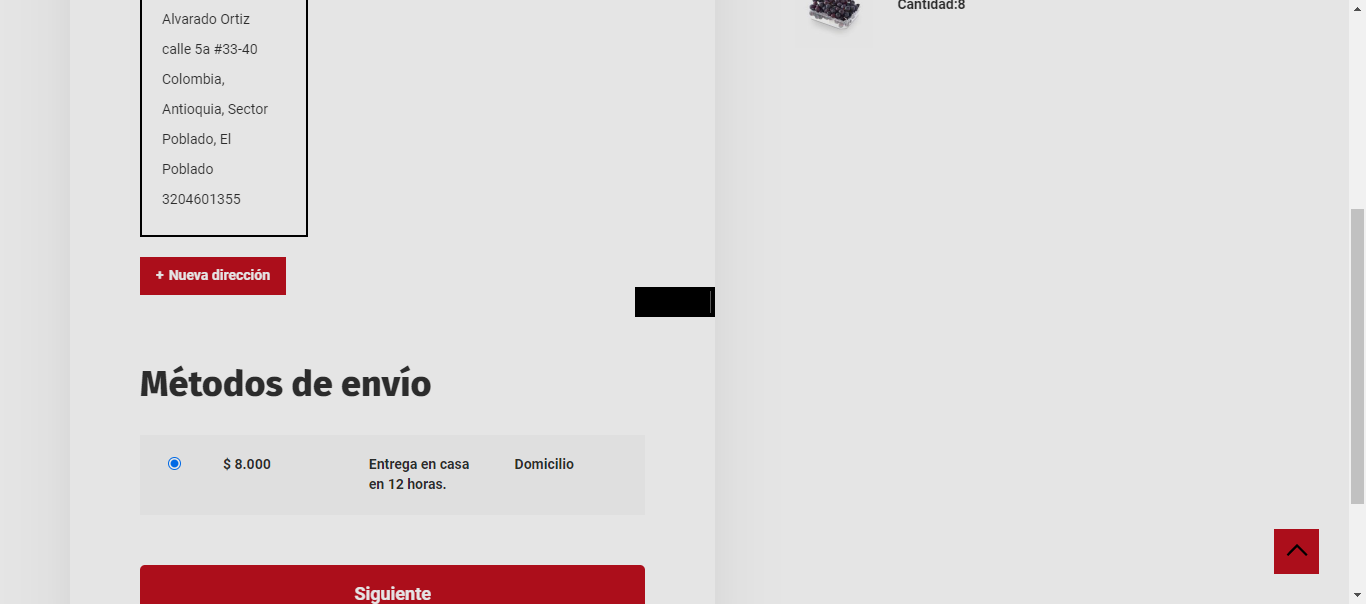 Alvarado Ortiz
calle 5a #33-40
Colombia,
Antioquia, Sector
Poblado, El
Poblado
3204601355
+ Nueva dirección
Métodos de envío
$ 8.000
Entrega en casa
en 12 horas.
Domicilio
Siguiente
Cantidad:8